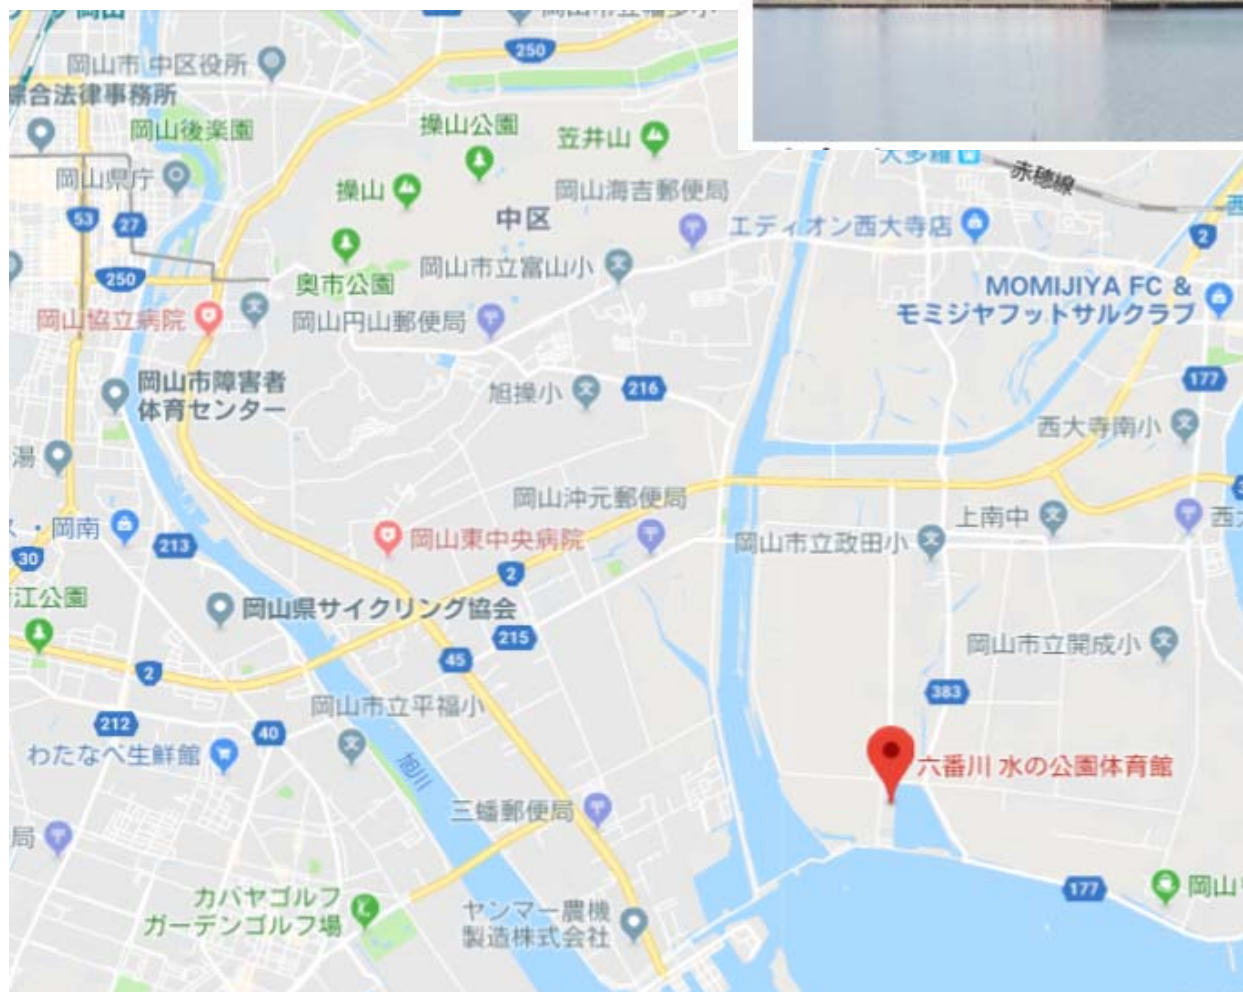 岡山
250
岡山市 中区役所
綜合法律事務所
岡山後楽園
操山公園
笠井山
大多羅
赤穂線
岡山県庁
操山
中区
岡山海吉郵便局
53
27
エディオン西大寺店
2
250
奥市公園
岡山市立富山小
MOMIJIYA FC &
モミジヤフットサルクラブ
岡山協立病院
岡山円山郵便局
岡山市障害者
体育センター
旭操小
216
177
西大寺南小
湯
岡山沖元郵便局
・岡南
213
岡山東中央病院
岡山市立政田小
上南中
西大
30
2
江公園
岡山県サイクリング協会
215
岡山市立開成小
45
2
383
212
40
岡山市立平福小
わたなべ生鮮館
旭川
六番川 水の公園体育館
三蟠郵便局
局
177
岡山
カバヤゴルフ
ガーデンゴルフ場
ヤンマー農機
製造株式会社